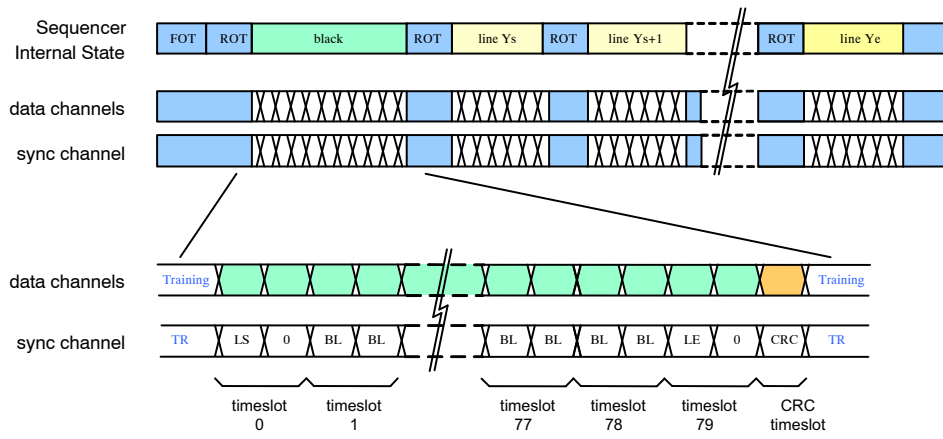 Sequencer
Internal State
FOT ROT black ROT line Ys ROT line Ys+1 ROT line Ye
data channels
sync channel
data channels Training Training
sync channel TR LS 0 BL BL BL BL BL BL LE 0 CRC TR
timeslot timeslot timeslot timeslot timeslot CRC
0 1 77 78 79 timeslot